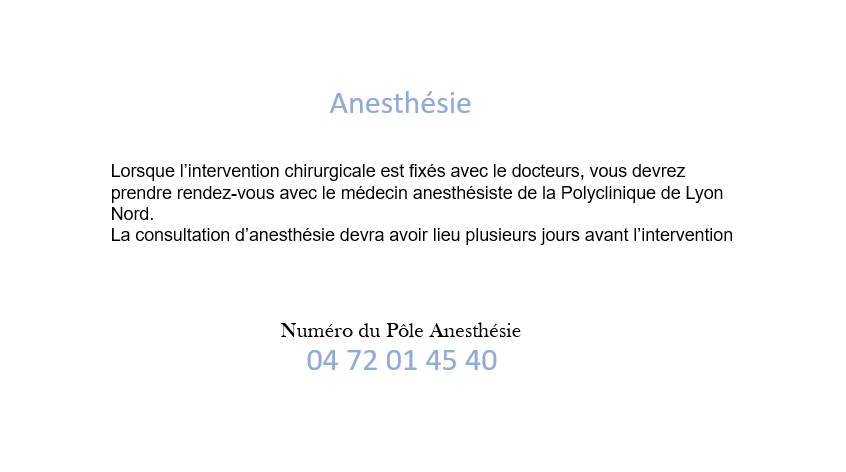 Anesthésie
Lorsque l’intervention chirurgicale est fixés avec le docteurs, vous devrez
prendre rendez-vous avec le médecin anesthésiste de la Polyclinique de Lyon
Nord.
La consultation d’anesthésie devra avoir lieu plusieurs jours avant l’intervention
Numéro du Pôle Anesthésie
04 72 01 45 40